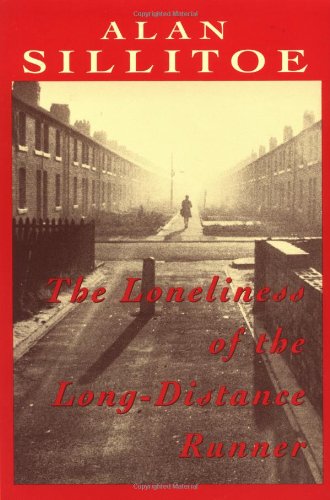 ALAN
SILLITOE
The Loneliness
of the
Long-Distance
Runner